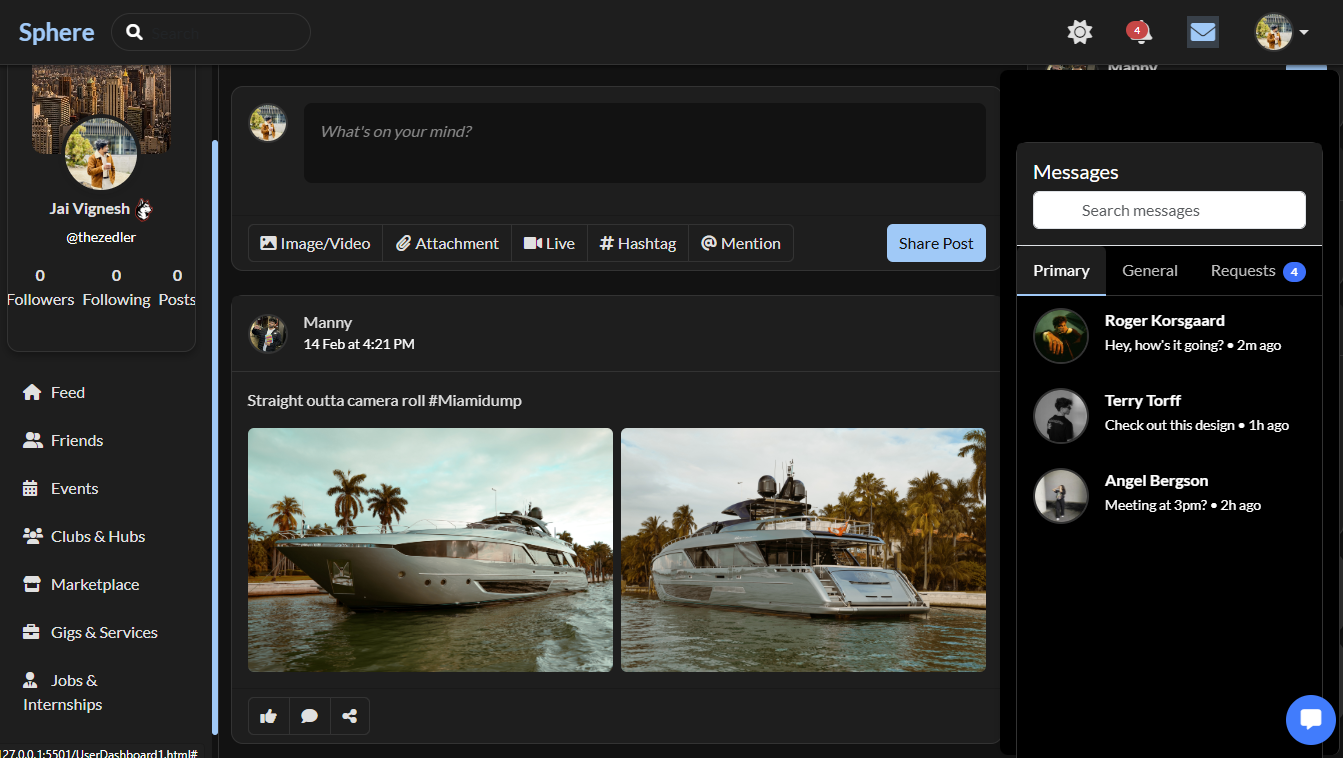 Sphere
Search
4
Manny
Jai Vignesh
@thezedler
0 0 0
Followers Following Posts
Feed
Friends
Events
Clubs & Hubs
Marketplace
Gigs & Services
Jobs &
Internships
127.0.0.1:5501/UserDashboard1.html#
What's on your mind?
Image/Video Attachment Live Hashtag Mention Share Post
Manny
14 Feb at 4:21 PM
Straight outta camera roll #Miamidump
Messages
Search messages
Primary General Requests 4
Roger Korsgaard
Hey, how's it going? • 2m ago
Terry Torff
Check out this design • 1h ago
Angel Bergson
Meeting at 3pm? • 2h ago